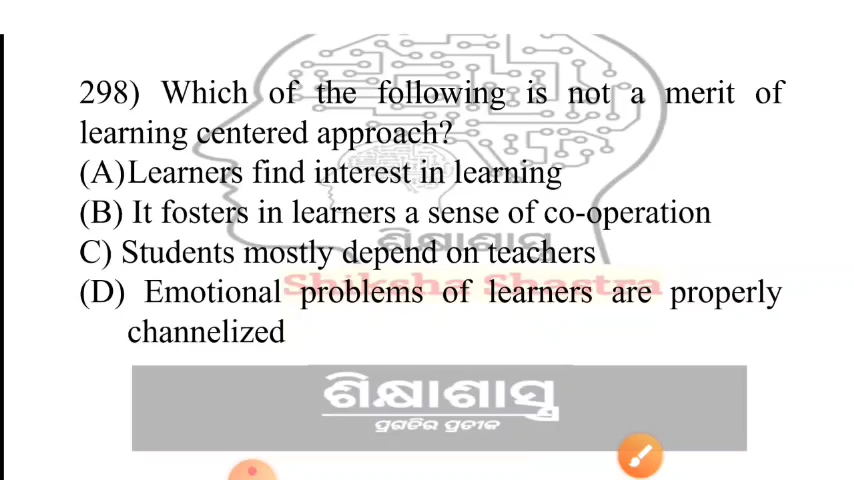 298) Which of the following is not a merit of
learning centered approach?
(A)Learners find interest in learning
(B) It fosters in learners a sense of co-operation
ଶିକ୍ଷାଶାସ୍ତ୍ର
C) Students mostly depend on teachers
Shiksha Shastra
(D) Emotional problems of learners are properly
channelized
ଶିକ୍ଷାଶାସ୍ତ୍ର
ପ୍ରଗତିର ପ୍ରତୀକ